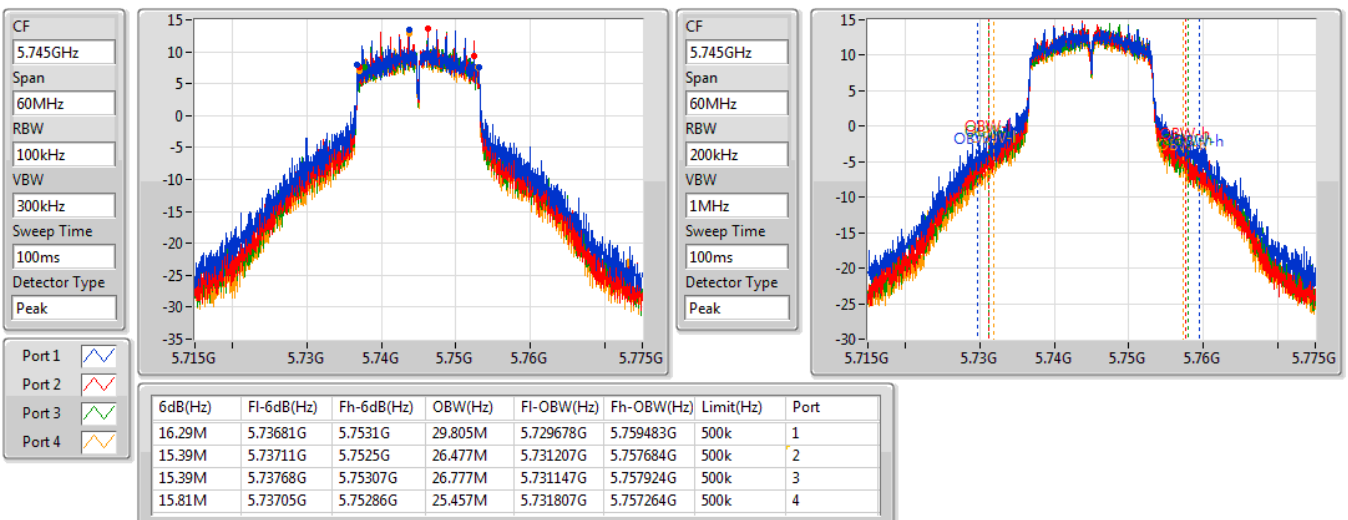 CF
5.745GHz
Span
60MHz
RBW
100kHz
VBW
300kHz
Sweep Time
100ms
Detector Type
Peak
15
10
5
0
-5
-10
-15
-20
-25
-30
-35
5.715G 5.73G 5.74G 5.75G 5.76G 5.775G
CF
5.745GHz
Span
60MHz
RBW
200kHz
VBW
1MHz
Sweep Time
100ms
Detector Type
Peak
15
10
5
0
-5
-10
-15
-20
-25
-30
5.715G 5.73G 5.74G 5.75G 5.76G 5.775G
Port 1
Port 2
Port 3
Port 4
6dB(Hz) Fl-6dB(Hz) Fh-6dB(Hz) OBW(Hz) Fl-OBW(Hz) Fh-OBW(Hz) Limit(Hz) Port
16.29M 5.73681G 5.7531G 29.805M 5.729678G 5.759483G 500k 1
15.39M 5.73711G 5.7525G 26.477M 5.731207G 5.757684G 500k 2
15.39M 5.73768G 5.75307G 26.777M 5.731147G 5.757924G 500k 3
15.81M 5.73705G 5.75286G 25.457M 5.731807G 5.757264G 500k 4